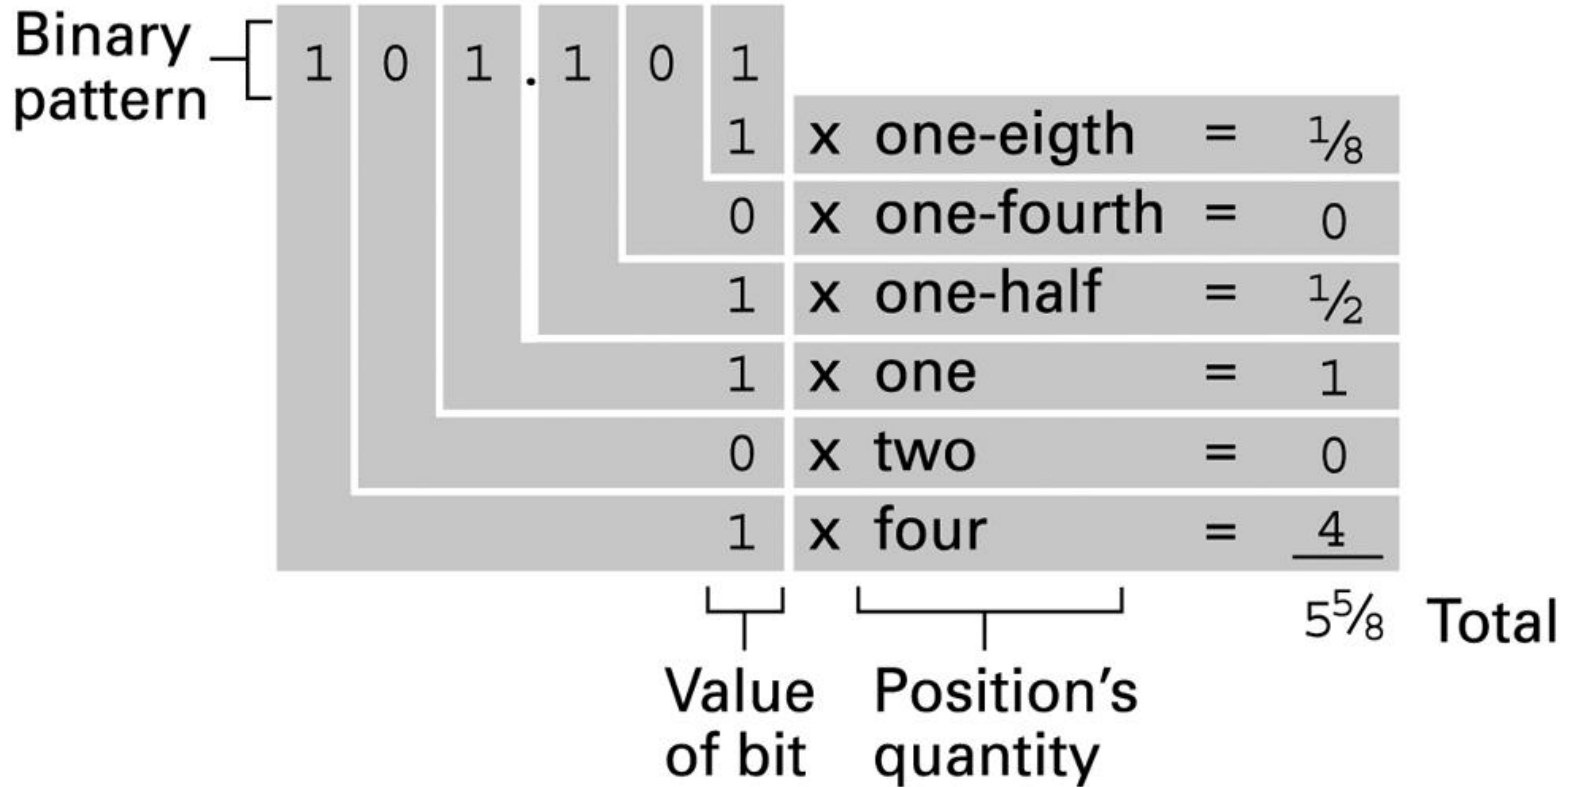 Binary
pattern
1 0 1 . 1 0 1
1 x one-eigth = 1/8
0 x one-fourth = 0
1 x one-half = 1/2
1 x one = 1
0 x two = 0
1 x four = 4
5 5/8 Total
Value
of bit
Position's
quantity